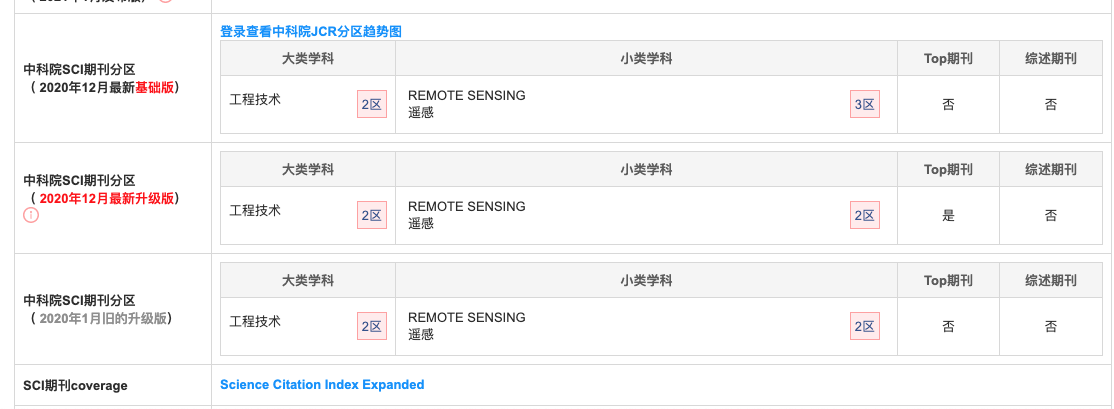 登录查看中科院JCR分区趋势图
中科院SCI期刊分区
（ 2020年12月最新基础版）
大类学科 小类学科 Top期刊 综述期刊
工程技术 2区 REMOTE SENSING 3区 否 否
遥感
中科院SCI期刊分区
（ 2020年12月最新升级版）
大类学科 小类学科 Top期刊 综述期刊
工程技术 2区 REMOTE SENSING 2区 是 否
遥感
中科院SCI期刊分区
（ 2020年1月旧的升级版）
大类学科 小类学科 Top期刊 综述期刊
工程技术 2区 REMOTE SENSING 2区 否 否
遥感
SCI期刊coverage Science Citation Index Expanded